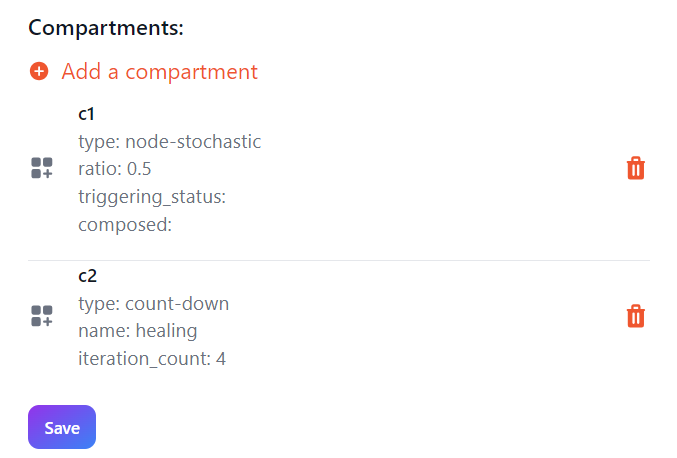 Compartments:
Add a compartment
c1
type: node-stochastic
ratio: 0.5
triggering_status:
composed:
c2
type: count-down
name: healing
iteration_count: 4
Save